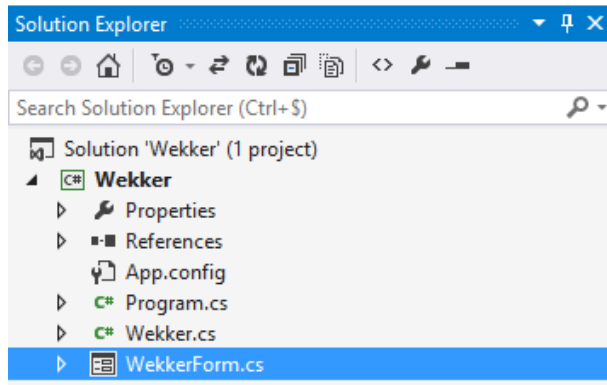 Solution Explorer
Search Solution Explorer (Ctrl+$)
Solution 'Wekker' (1 project)
C# Wekker
Properties
References
App.config
C# Program.cs
C# Wekker.cs
WekkerForm.cs